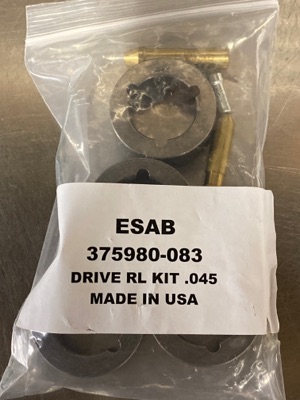 ESAB
375980-083
DRIVE RL KIT .045
MADE IN USA